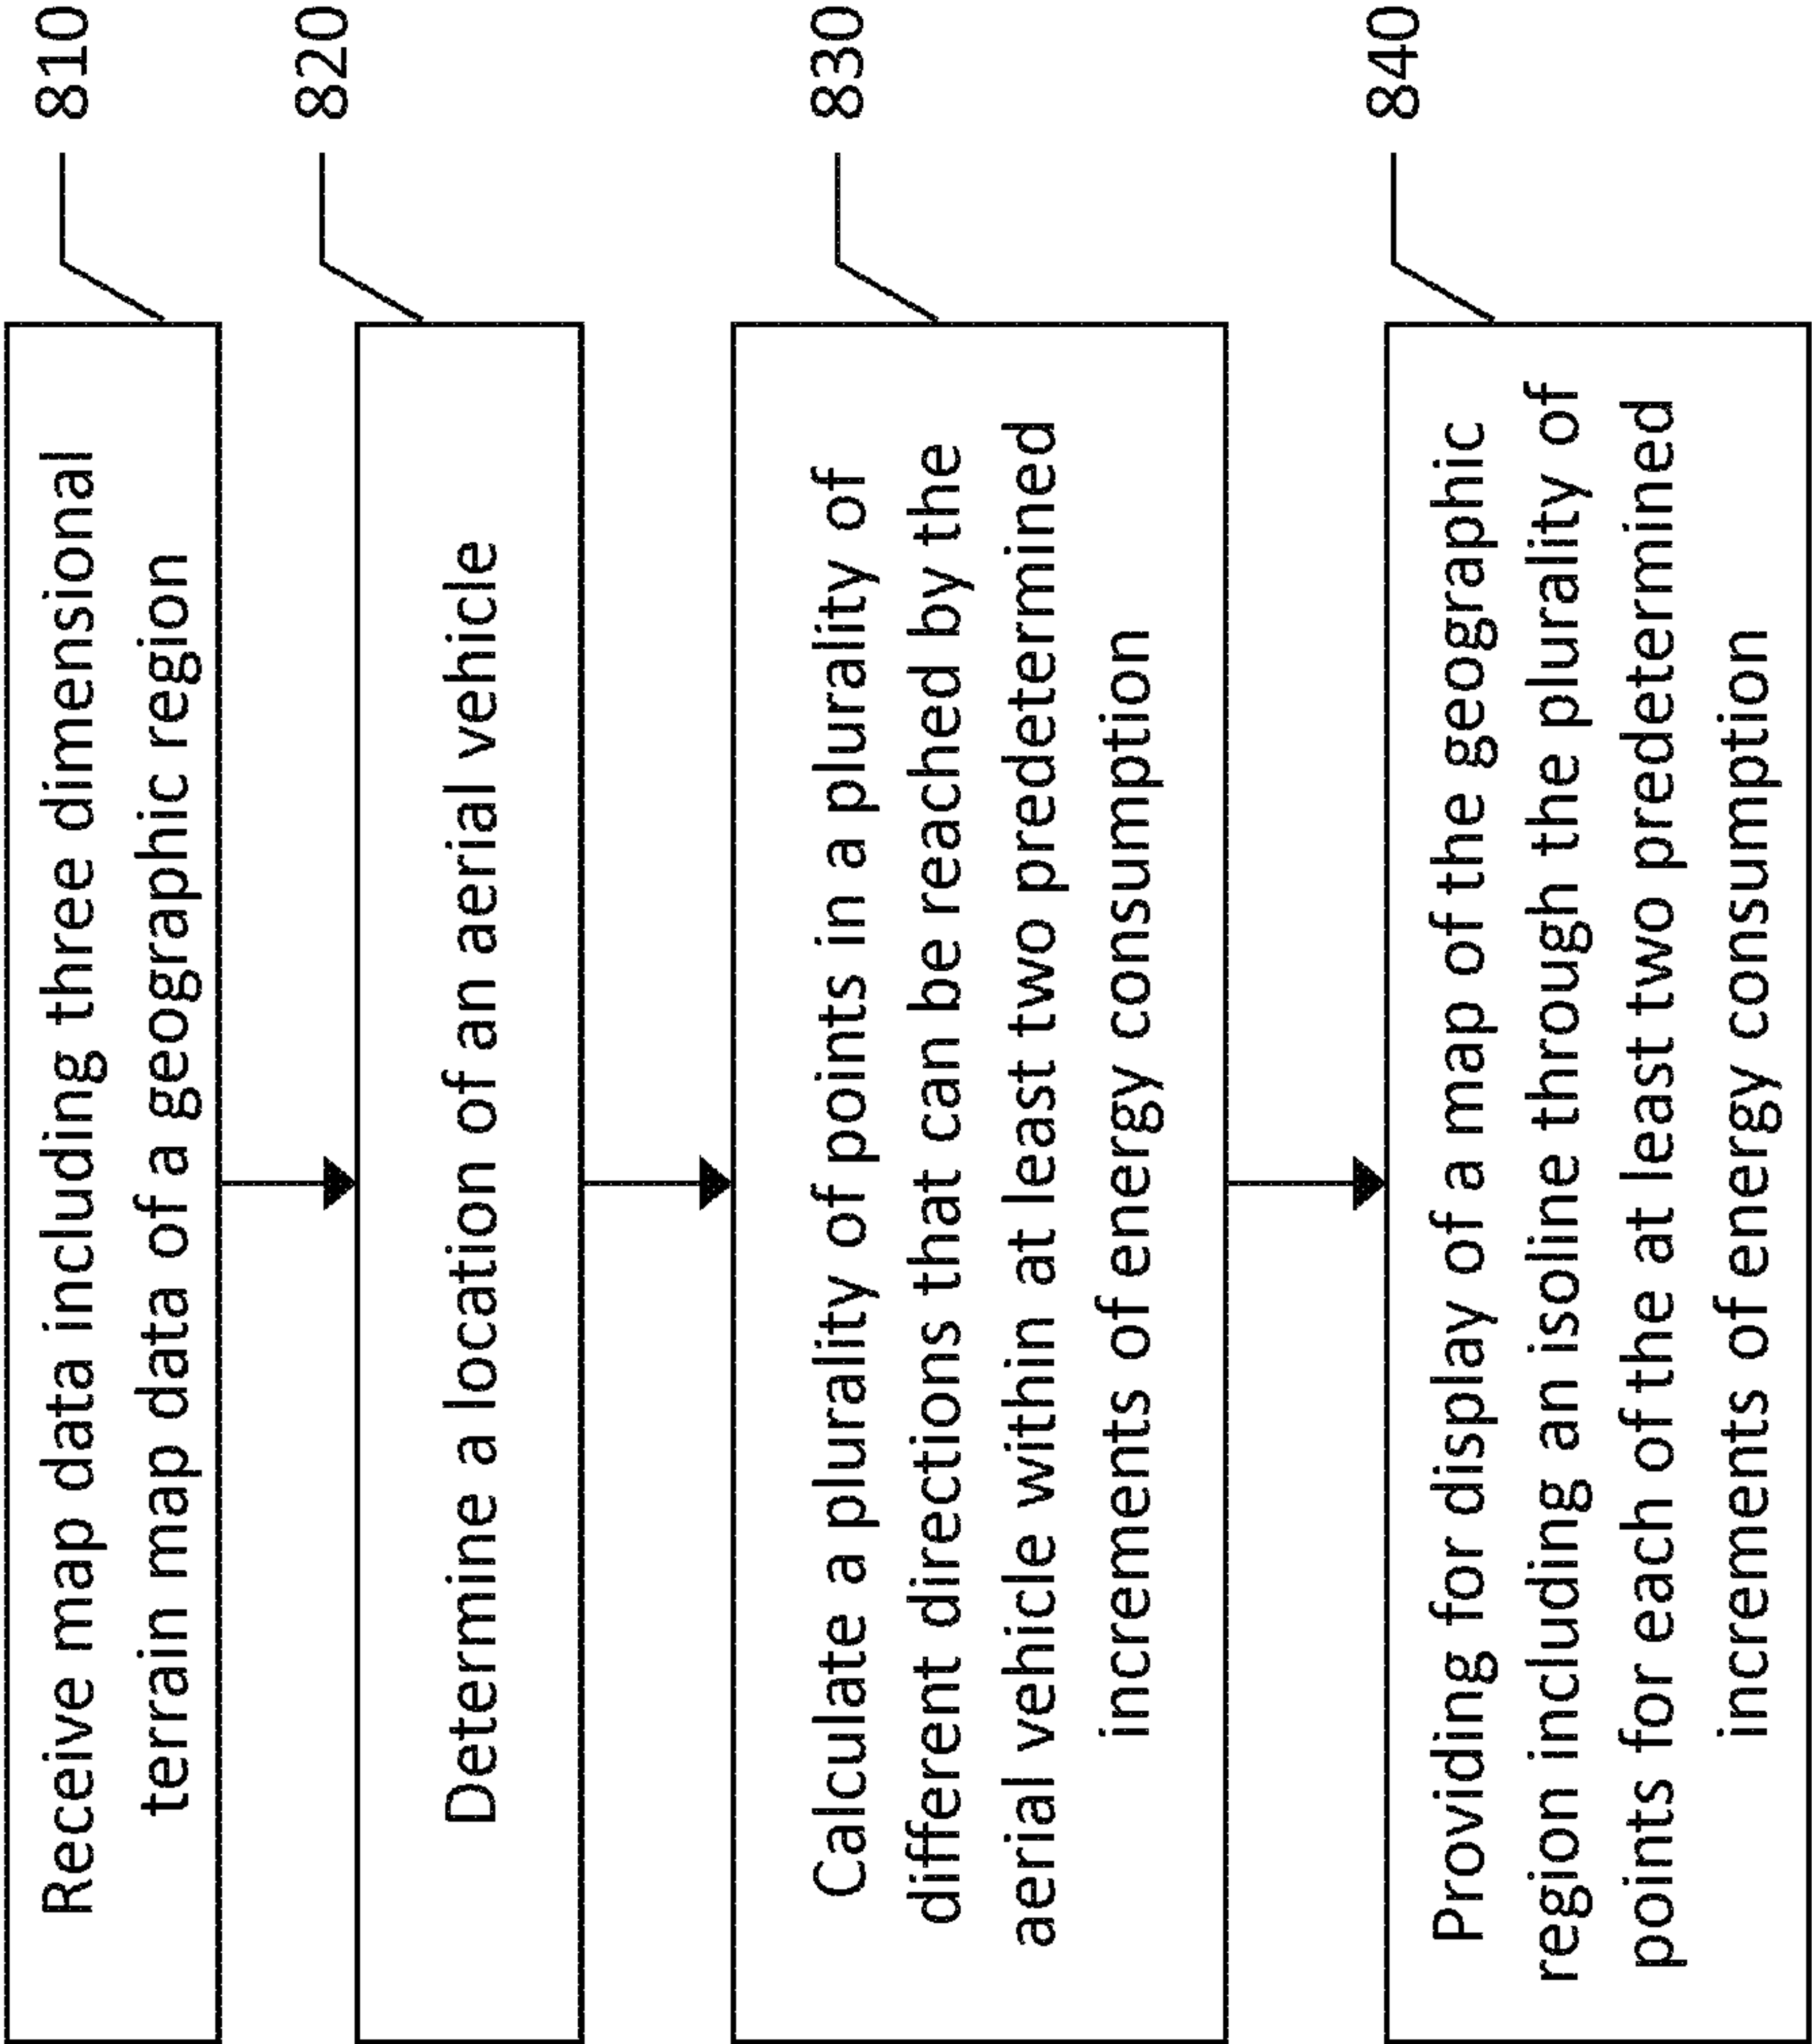 Receive map data including three dimensional
terrain map data of a geographic region
810
Determine a location of an aerial vehicle
820
Calculate a plurality of points in a plurality of
different directions that can be reached by the
aerial vehicle within at least two predetermined
increments of energy consumption
830
Providing for display of a map of the geographic
region including an isoline through the plurality of
points for each of the at least two predetermined
increments of energy consumption
840